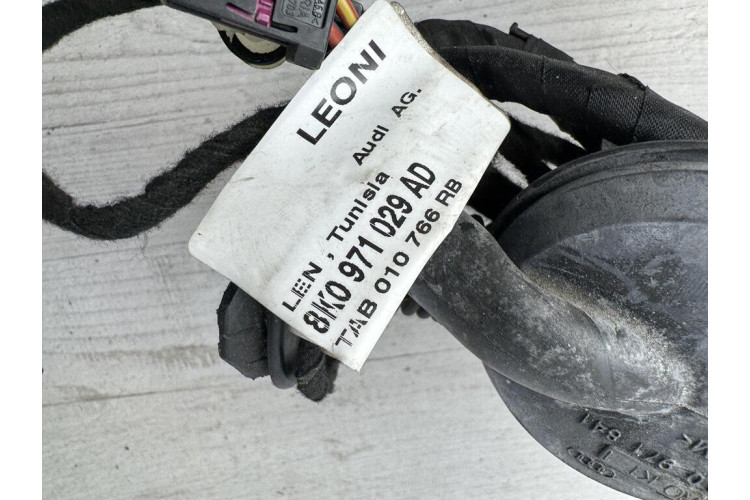 LEONI
Audi AG.
LEN, Tunisia
8K0 971 029 AD
TAB 010 766 RB